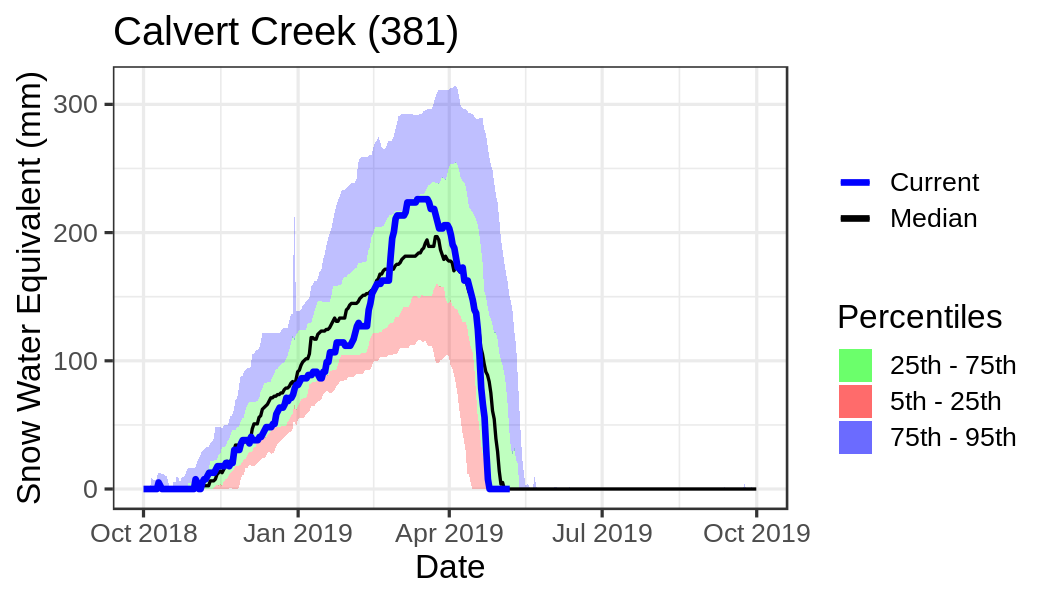 Calvert Creek (381)
Snow Water Equivalent (mm)
300
200
100
0
Oct 2018
Jan 2019
Apr 2019
Jul 2019
Oct 2019
Date
Current
Median
Percentiles
25th - 75th
5th - 25th
75th - 95th